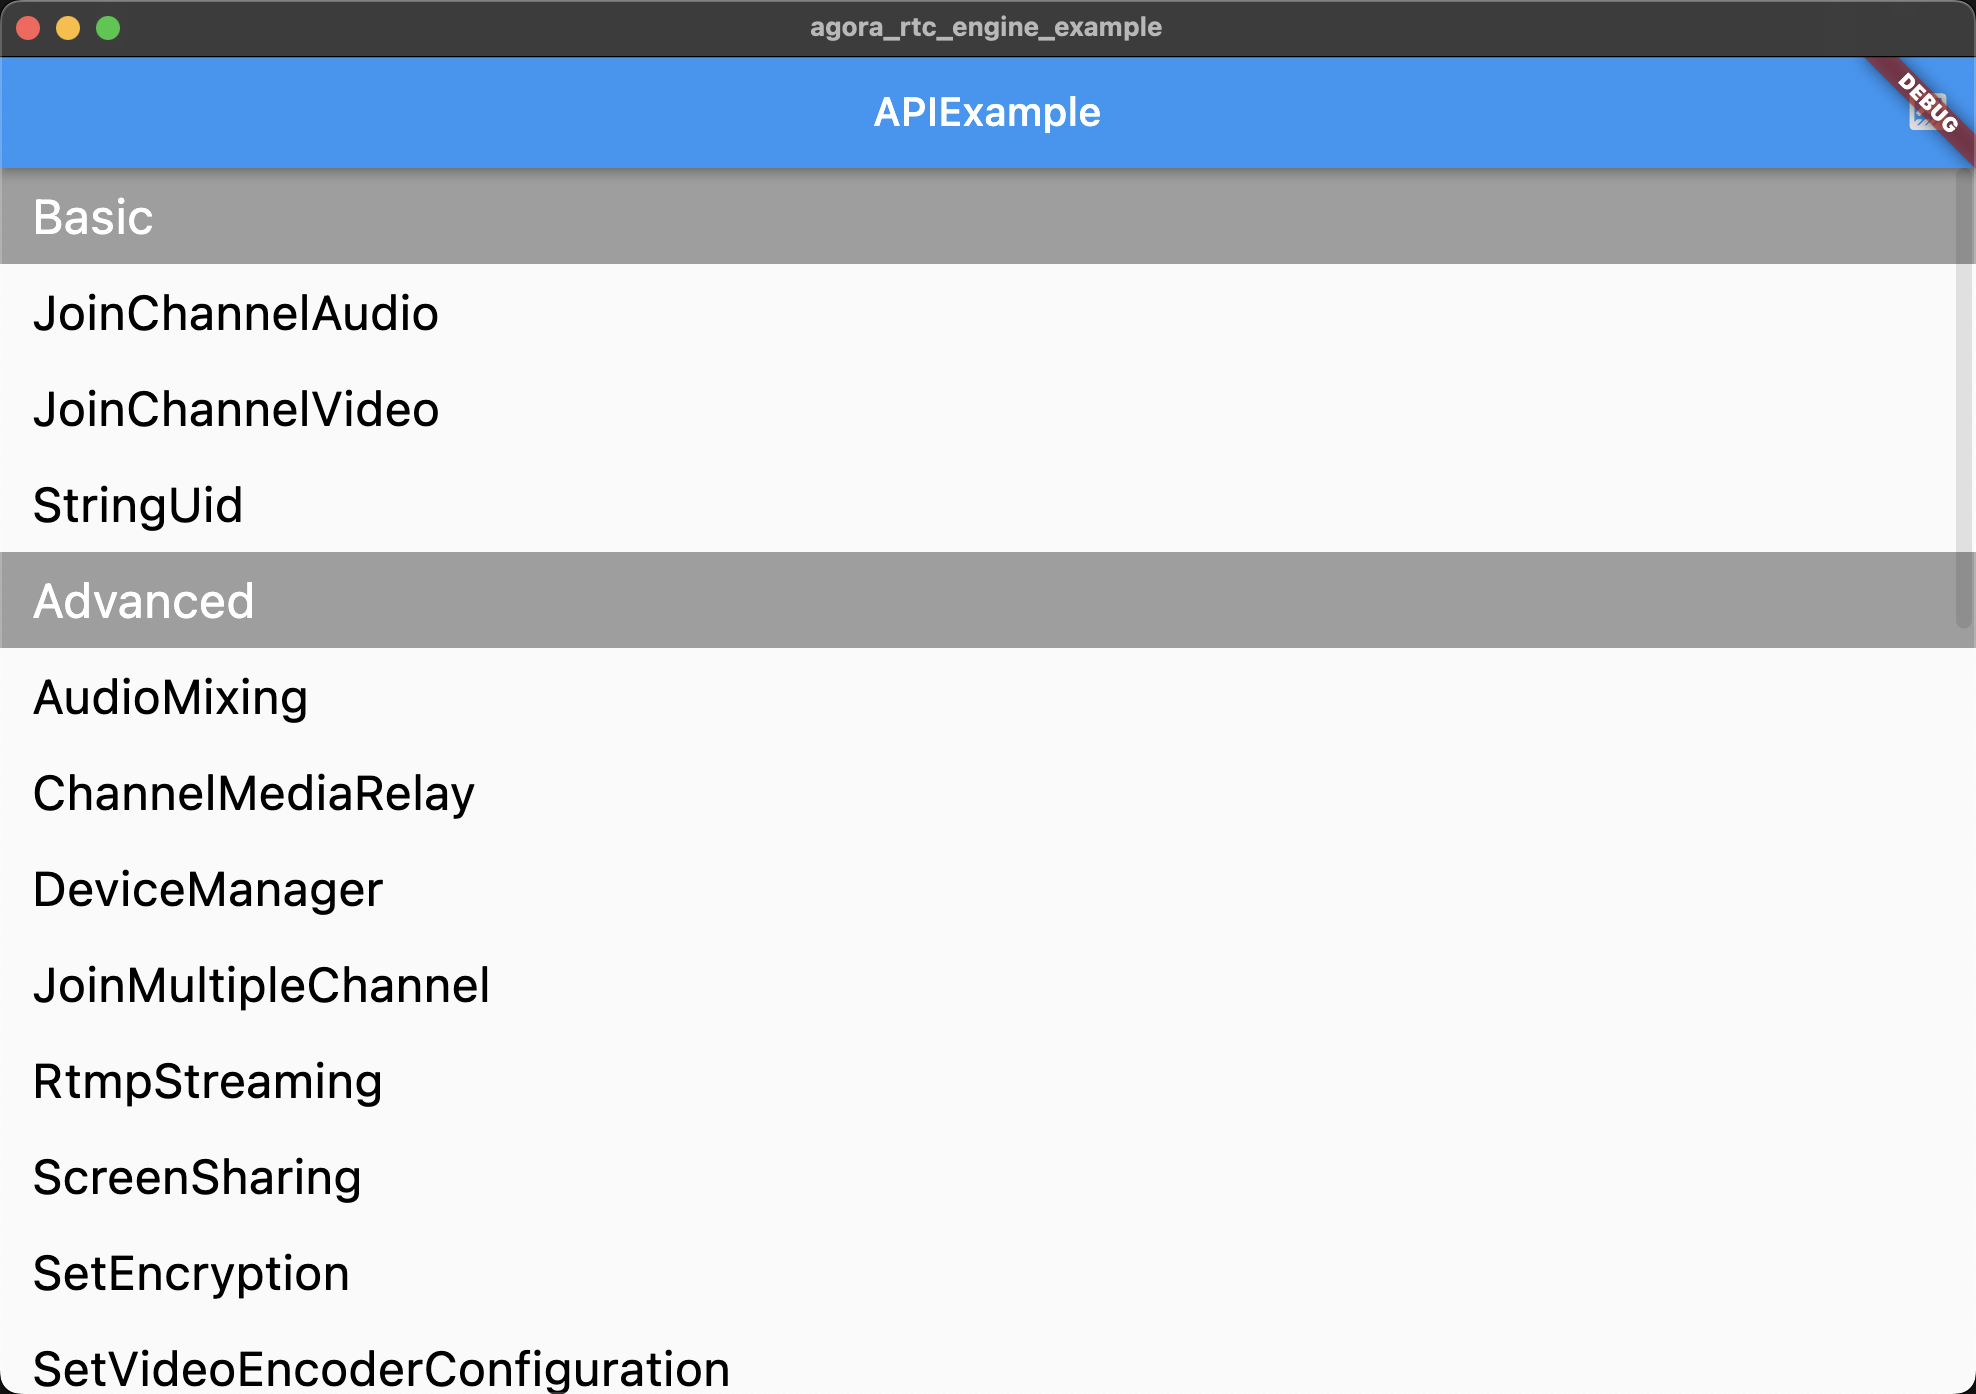 agora_rtc_engine_example
APIExample
DEBUG
Basic
JoinChannelAudio
JoinChannelVideo
StringUid
Advanced
AudioMixing
ChannelMediaRelay
DeviceManager
JoinMultipleChannel
RtmpStreaming
ScreenSharing
SetEncryption
SetVideoEncoderConfiguration